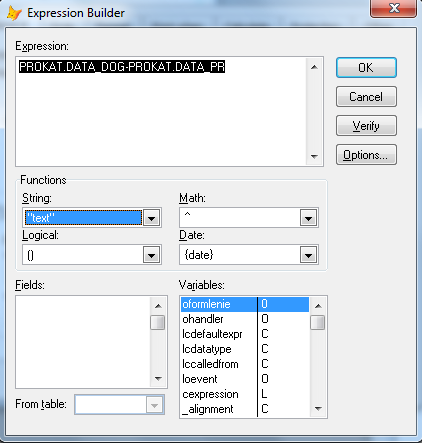 Expression Builder
Expression:
PROKAT.DATA_DOG-PROKAT.DATA_PR
OK
Cancel
Verify
Options...
Functions
String: Math:
"text" ^
Logical: Date:
() {date}
Fields: Variables:
oformlenie O
ohandler O
lcdefaultexpr C
lcdatatype C
lccalledfrom C
loevent O
cexpression L
_alignment C
From table: